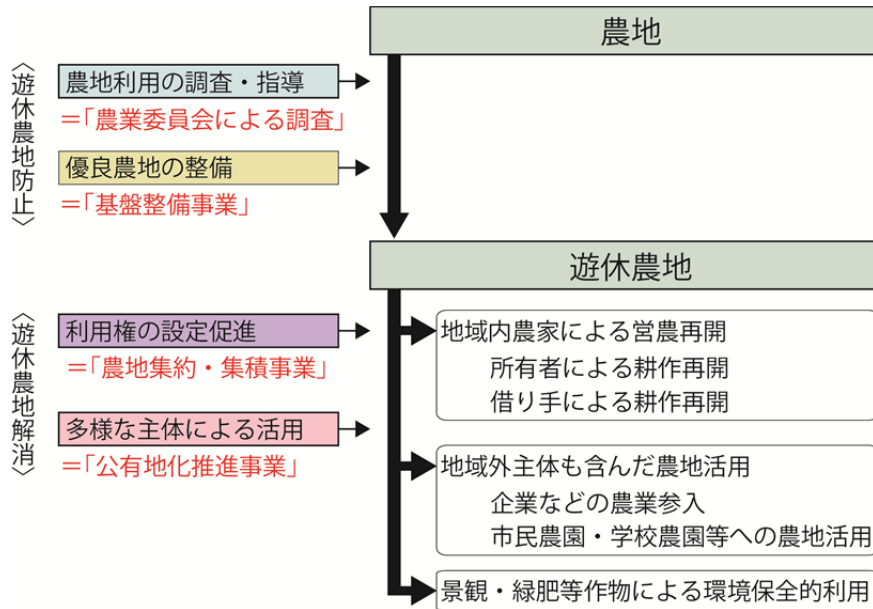 農地
〈遊休農地防止〉
農地利用の調査・指導
＝「農業委員会による調査」
優良農地の整備
＝「基盤整備事業」
遊休農地
〈遊休農地解消〉
利用権の設定促進
＝「農地集約・集積事業」
多様な主体による活用
＝「公有地化推進事業」
地域内農家による営農再開
所有者による耕作再開
借り手による耕作再開
地域外主体も含んだ農地活用
企業などの農業参入
市民農園・学校農園等への農地活用
景観・緑肥等作物による環境保全的利用